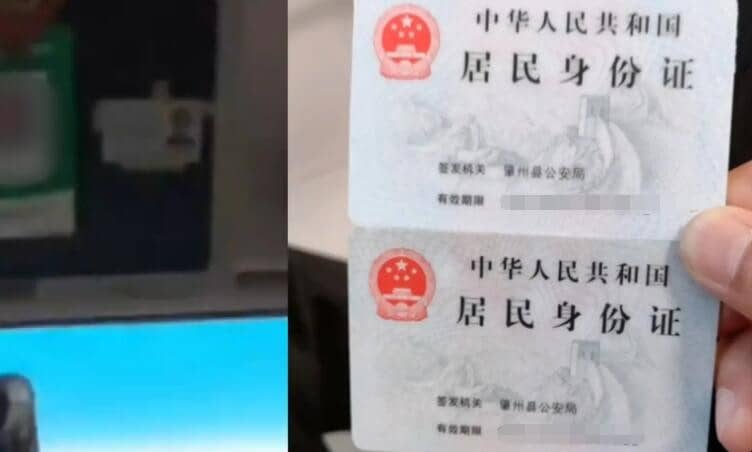 中华人民共和国
居民身份证
签发机关 肇州县公安局
有效期限
中华人民共和国
居民身份证
签发机关 肇州县公安局
有效期限